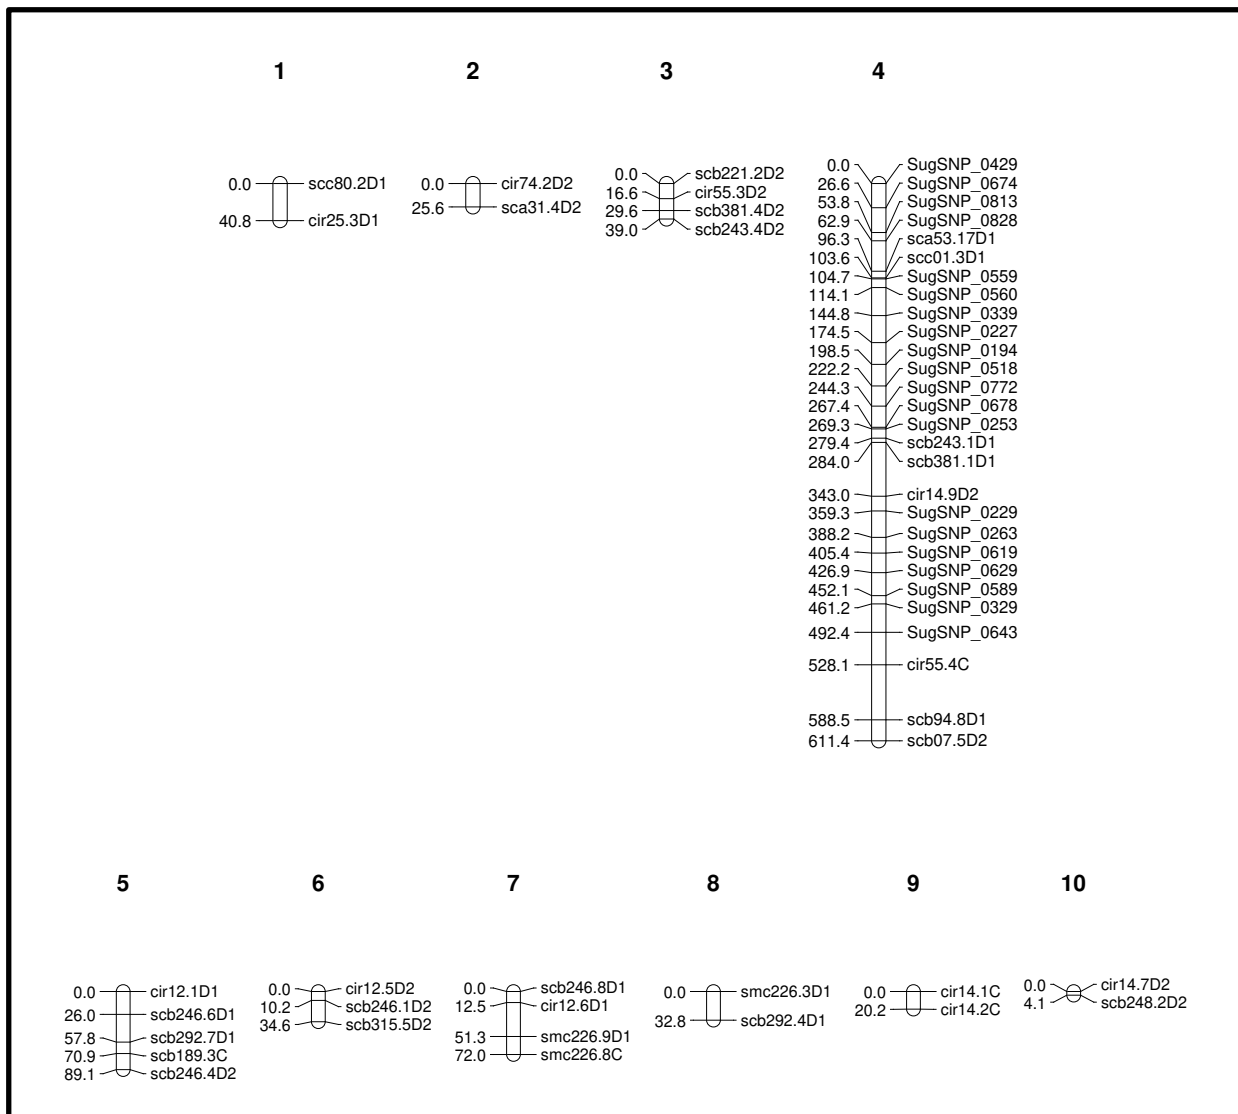 1 2 3 4
0.0 scc80.2D1
40.8 cir25.3D1
0.0 cir74.2D2
25.6 sca31.4D2
0.0 scb221.2D2
16.6 cir55.3D2
29.6 scb381.4D2
39.0 scb243.4D2
0.0 SugSNP_0429
26.6 SugSNP_0674
53.8 SugSNP_0813
62.9 SugSNP_0828
96.3 sca53.17D1
103.6 scc01.3D1
104.7 SugSNP_0559
114.1 SugSNP_0560
144.8 SugSNP_0339
174.5 SugSNP_0227
198.5 SugSNP_0194
222.2 SugSNP_0518
244.3 SugSNP_0772
267.4 SugSNP_0678
269.3 SugSNP_0253
279.4 scb243.1D1
284.0 scb381.1D1
343.0 cir14.9D2
359.3 SugSNP_0229
388.2 SugSNP_0263
405.4 SugSNP_0619
426.9 SugSNP_0629
452.1 SugSNP_0589
461.2 SugSNP_0329
492.4 SugSNP_0643
528.1 cir55.4C
588.5 scb94.8D1
611.4 scb07.5D2
5 6 7 8 9 10
0.0 cir12.1D1
26.0 scb246.6D1
57.8 scb292.7D1
70.9 scb189.3C
89.1 scb246.4D2
0.0 cir12.5D2
10.2 scb246.1D2
34.6 scb315.5D2
0.0 scb246.8D1
12.5 cir12.6D1
51.3 smc226.9D1
72.0 smc226.8C
0.0 smc226.3D1
32.8 scb292.4D1
0.0 cir14.1C
20.2 cir14.2C
0.0 cir14.7D2
4.1 scb248.2D2